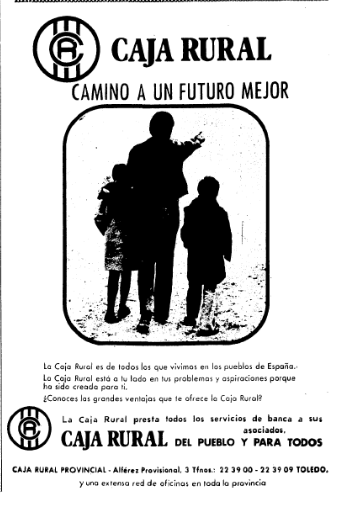 CAJA RURAL
CAMINO A UN FUTURO MEJOR
La Caja Rural es de todos los que vivimos en los pueblos de España.
La Caja Rural está a tu lado en tus problemas y aspiraciones porque
ha sido creada para ti.
¿Conoces las grandes ventajas que te ofrece la Caja Rural?
La Caja Rural presta todos los servicios de banca a sus
asociados.
CAJA RURAL DEL PUEBLO Y PARA TODOS
CAJA RURAL PROVINCIAL - Alférez Provisional, 3 Tfnos.: 22 39 00 - 22 39 09 TOLEDO,
y una extensa red de oficinas en toda la provincia